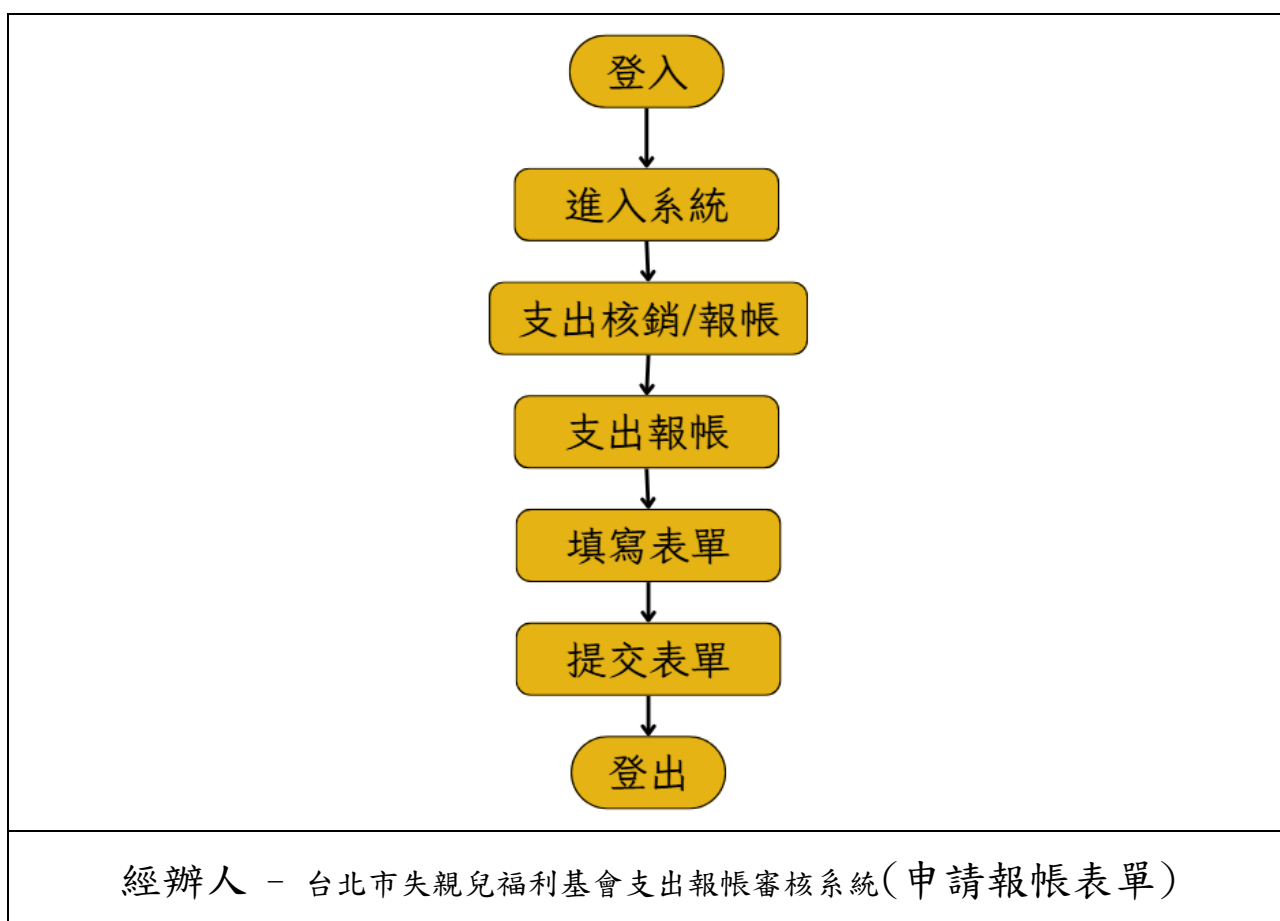 登入
進入系統
支出核銷/報帳
支出報帳
填寫表單
提交表單
登出
經辦人 - 台北市失親兒福利基會支出報帳審核系統(申請報帳表單)